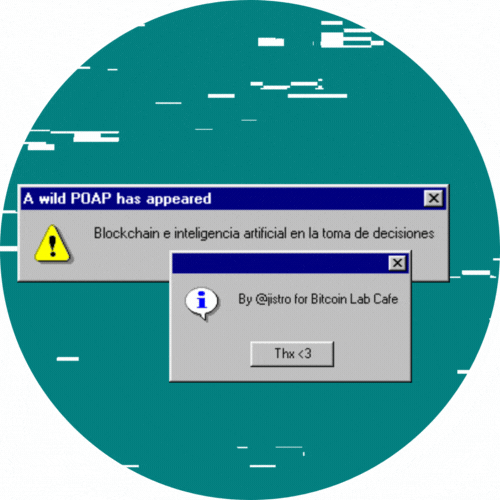 A wild POAP has appeared
Blockchain e inteligencia artificial en la toma de decisiones
By @jistro for Bitcoin Lab Cafe
Thx <3